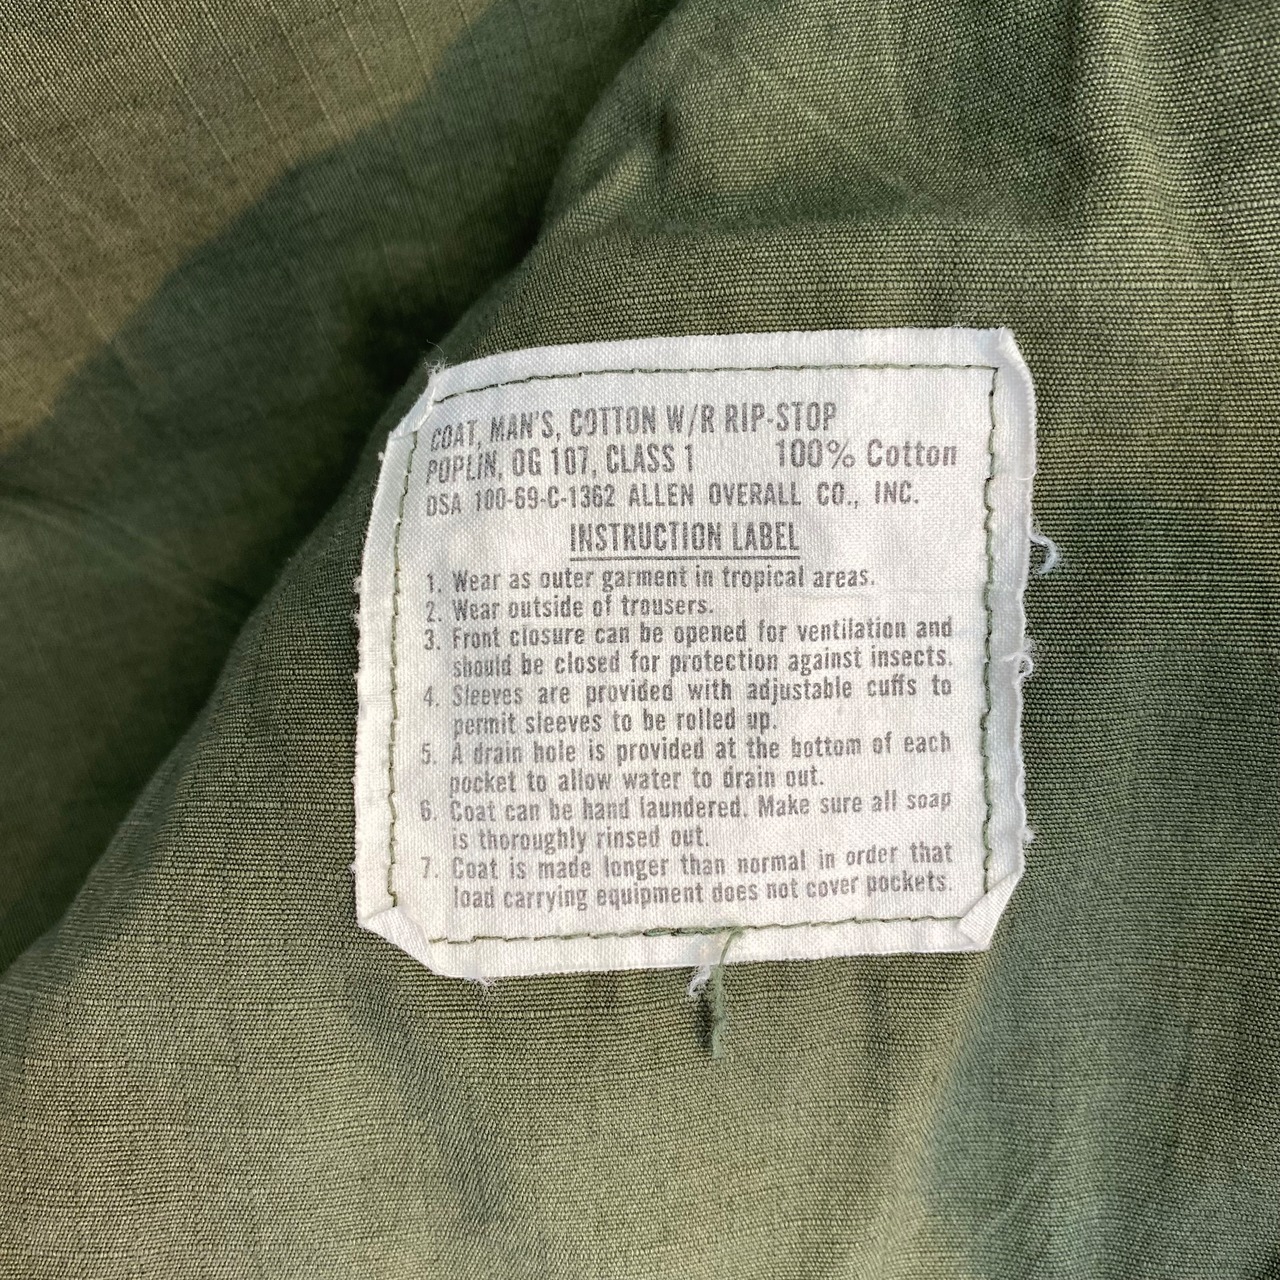 COAT, MAN'S, COTTON W/R RIP-STOP
POPLIN, OG 107, CLASS 1 100% Cotton
DSA 100-69-C-1362 ALLEN OVERALL CO., INC.
INSTRUCTION LABEL
1. Wear as outer garment in tropical areas.
2. Wear outside of trousers.
3. Front closure can be opened for ventilation and
should be closed for protection against insects.
4. Sleeves are provided with adjustable cuffs to
permit sleeves to be rolled up.
5. A drain hole is provided at the bottom of each
pocket to allow water to drain out.
6. Coat can be hand laundered. Make sure all soap
is thoroughly rinsed out.
7. Coat is made longer than normal in order that
load carrying equipment does not cover pockets.